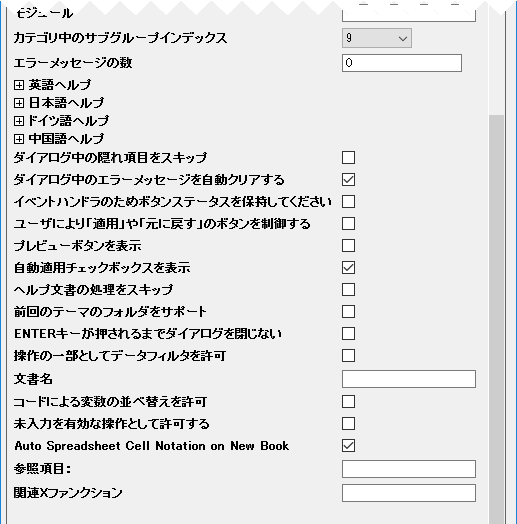 モジュール
カテゴリ中のサブグループインデックス 9
エラーメッセージの数 0
英語ヘルプ
日本語ヘルプ
ドイツ語ヘルプ
中国語ヘルプ
ダイアログ中の隠れ項目をスキップ
ダイアログ中のエラーメッセージを自動クリアする
イベントハンドラのためボタンステータスを保持してください
ユーザにより「適用」や「元に戻す」のボタンを制御する
プレビューボタンを表示
自動適用チェックボックスを表示
ヘルプ文書の処理をスキップ
前回のテーマのフォルダをサポート
ENTERキーが押されるまでダイアログを閉じない
操作の一部としてデータフィルタを許可
文書名
コードによる変数の並べ替えを許可
未入力を有効な操作として許可する
Auto Spreadsheet Cell Notation on New Book
参照項目:
関連Xファンクション